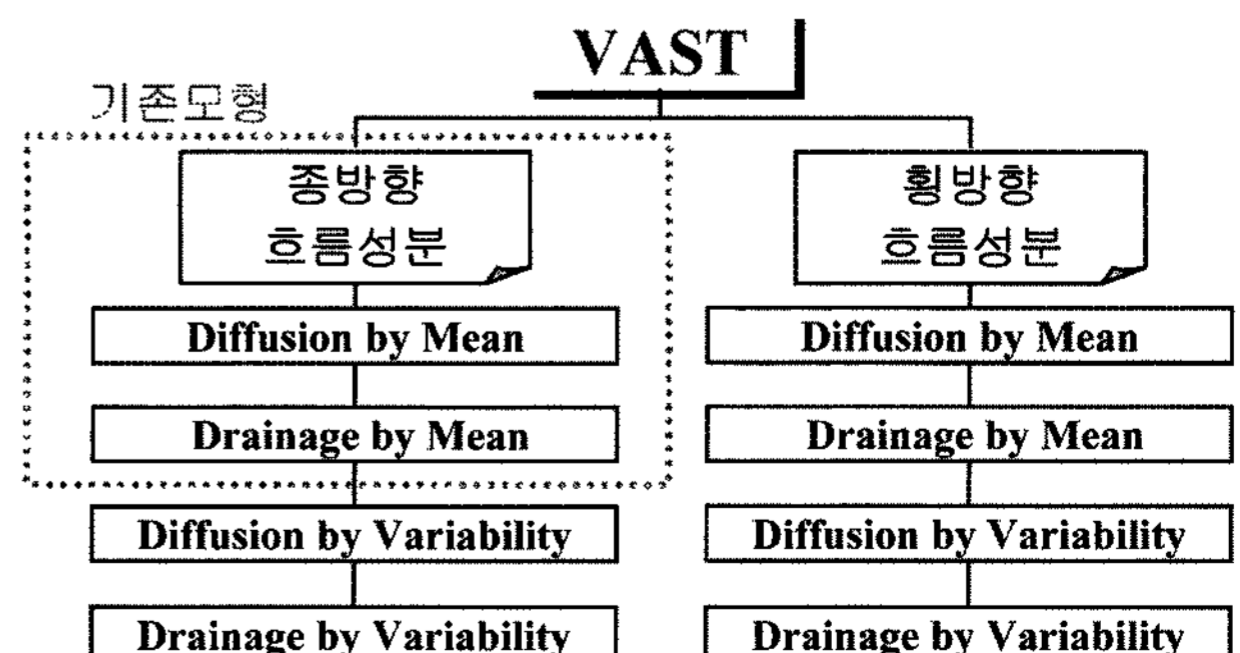 VAST
기존모형
종방향
흐름성분
Diffusion by Mean
Drainage by Mean
Diffusion by Variability
Drainage by Variability
횡방향
흐름성분
Diffusion by Mean
Drainage by Mean
Diffusion by Variability
Drainage by Variability